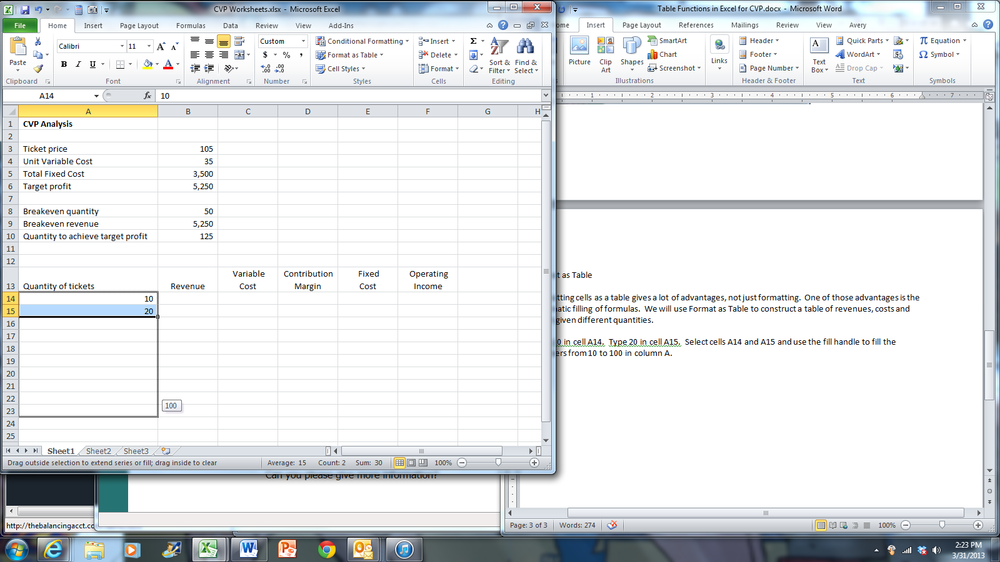 CVP Worksheets.xlsx - Microsoft Excel
File Home Insert Page Layout Formulas Data Review View Add-Ins
Paste
Clipboard
Calibri 11
B I U
Font
Alignment
Custom
$ % ,
Number
Conditional Formatting
Format as Table
Cell Styles
Styles
Insert
Delete
Format
Cells
Σ
Sort & Filter
Find & Select
Editing
A14 fx 10
A B C D E F G H
1 CVP Analysis
2
3 Ticket price 105
4 Unit Variable Cost 35
5 Total Fixed Cost 3,500
6 Target profit 5,250
7
8 Breakeven quantity 50
9 Breakeven revenue 5,250
10 Quantity to achieve target profit 125
11
12
Variable Contribution Fixed Operating
13 Quantity of tickets Revenue Cost Margin Cost Income
14 10
15 20
16
17
18
19
20
21
22
100
23
24
25
Sheet1 Sheet2 Sheet3
Drag outside selection to extend series or fill; drag inside to clear Average: 15 Count: 2 Sum: 30 100%
Table Functions in Excel for CVP.docx - Microsoft Word
ome Insert Page Layout References Mailings Review View Avery
Picture
Clip Art
Shapes
SmartArt
Chart
Screenshot
Illustrations
Links
Header
Footer
Page Number
Header & Footer
Text Box
Quick Parts
WordArt
Drop Cap
Text
π Equation
Ω Symbol
Symbols
1 2 3 4 5 6 7
t as Table
tting cells as a table gives a lot of advantages, not just formatting. One of those advantages is the
atic filling of formulas. We will use Format as Table to construct a table of revenues, costs and
given different quantities.
0 in cell A14. Type 20 in cell A15. Select cells A14 and A15 and use the fill handle to fill the
ers from 10 to 100 in column A.
Page: 3 of 3 Words: 274 100%
Can you please give more information?
http://thebalancingacct.co
2:23 PM
3/31/2013